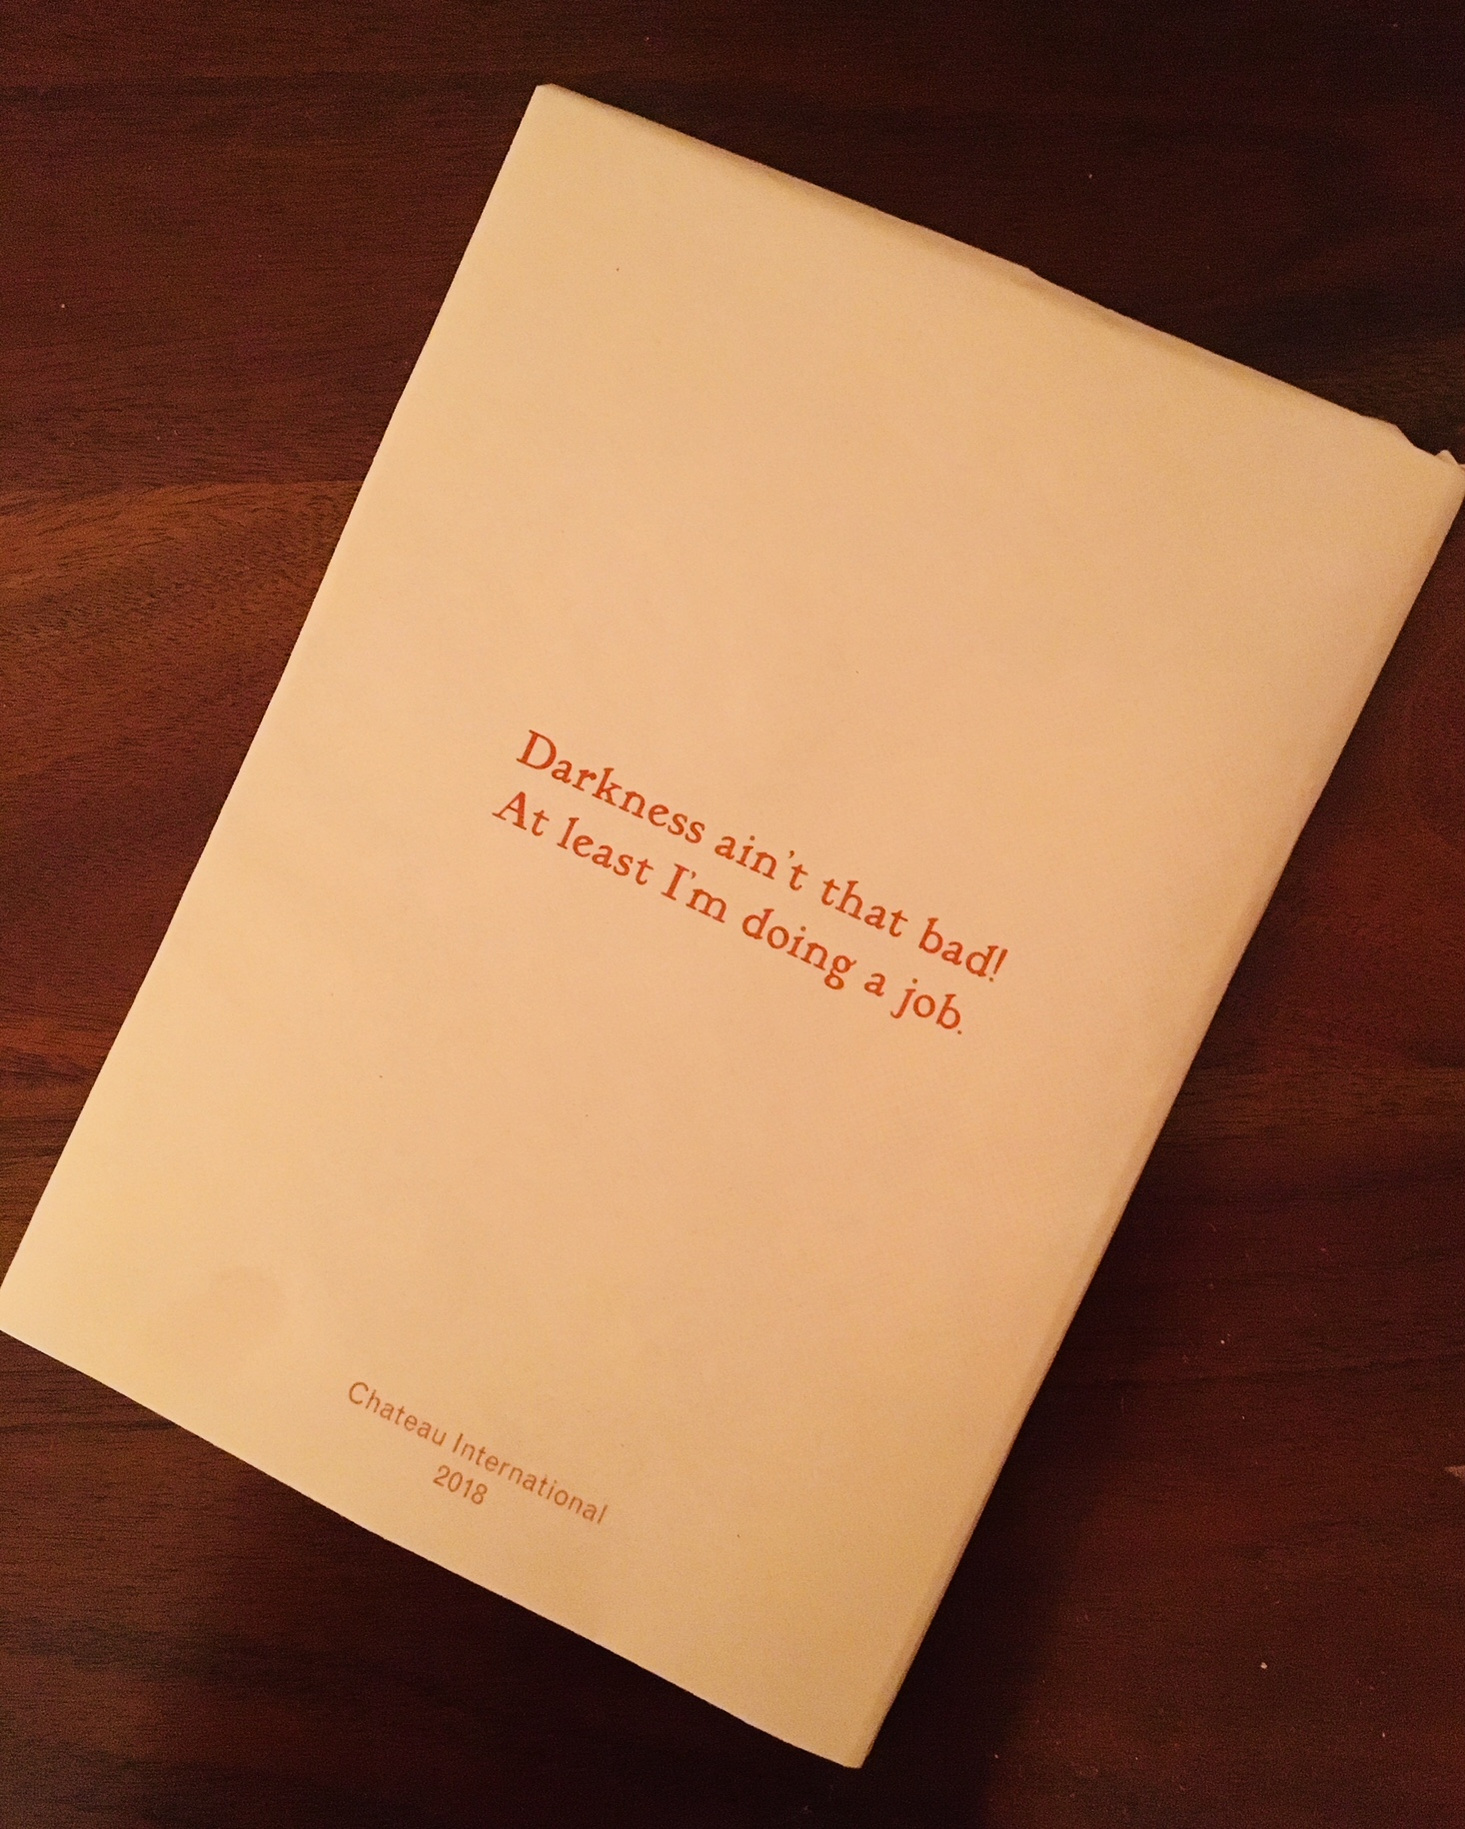 Darkness ain't that bad!
At least I'm doing a job.
Chateau International
2018